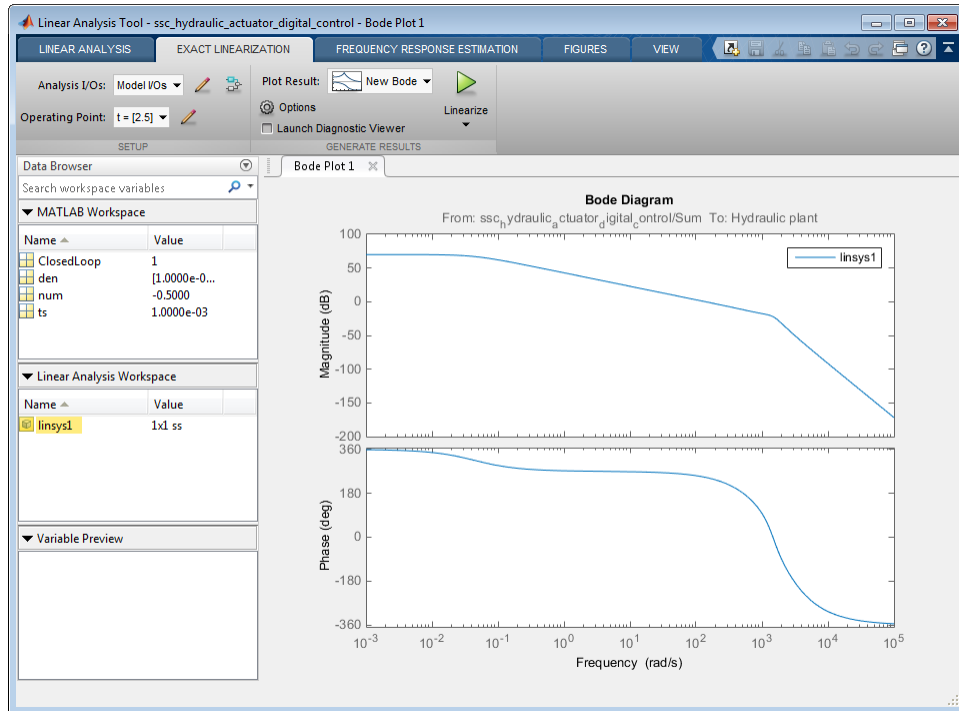 Linear Analysis Tool - ssc_hydraulic_actuator_digital_control - Bode Plot 1
LINEAR ANALYSIS EXACT LINEARIZATION FREQUENCY RESPONSE ESTIMATION FIGURES VIEW
Analysis I/Os: Model I/Os
Operating Point: t = [2.5]
SETUP
Plot Result: New Bode
Options
Launch Diagnostic Viewer
Linearize
GENERATE RESULTS
Data Browser
Search workspace variables
MATLAB Workspace
Name Value
ClosedLoop 1
den [1.0000e-0...
num -0.5000
ts 1.0000e-03
Linear Analysis Workspace
Name Value
linsys1 1x1 ss
Variable Preview
Bode Plot 1
Bode Diagram
From: ssc_hydraulic_actuator_digital_control/Sum To: Hydraulic plant
linsys1
Magnitude (dB)
100
50
0
-50
-100
-150
-200
Phase (deg)
360
180
0
-180
-360
10^-3 10^-2 10^-1 10^0 10^1 10^2 10^3 10^4 10^5
Frequency (rad/s)